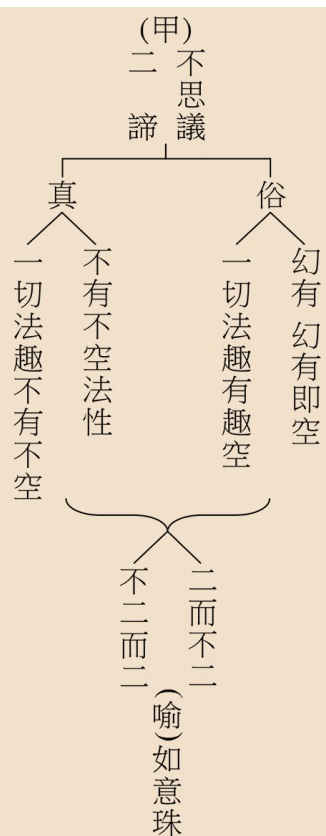 (甲)
不思議
二諦
俗
幻有 幻有即空
一切法趣有趣空
真
不有不空法性
一切法趣不有不空
二而不二
不二而二
(喻)如意珠